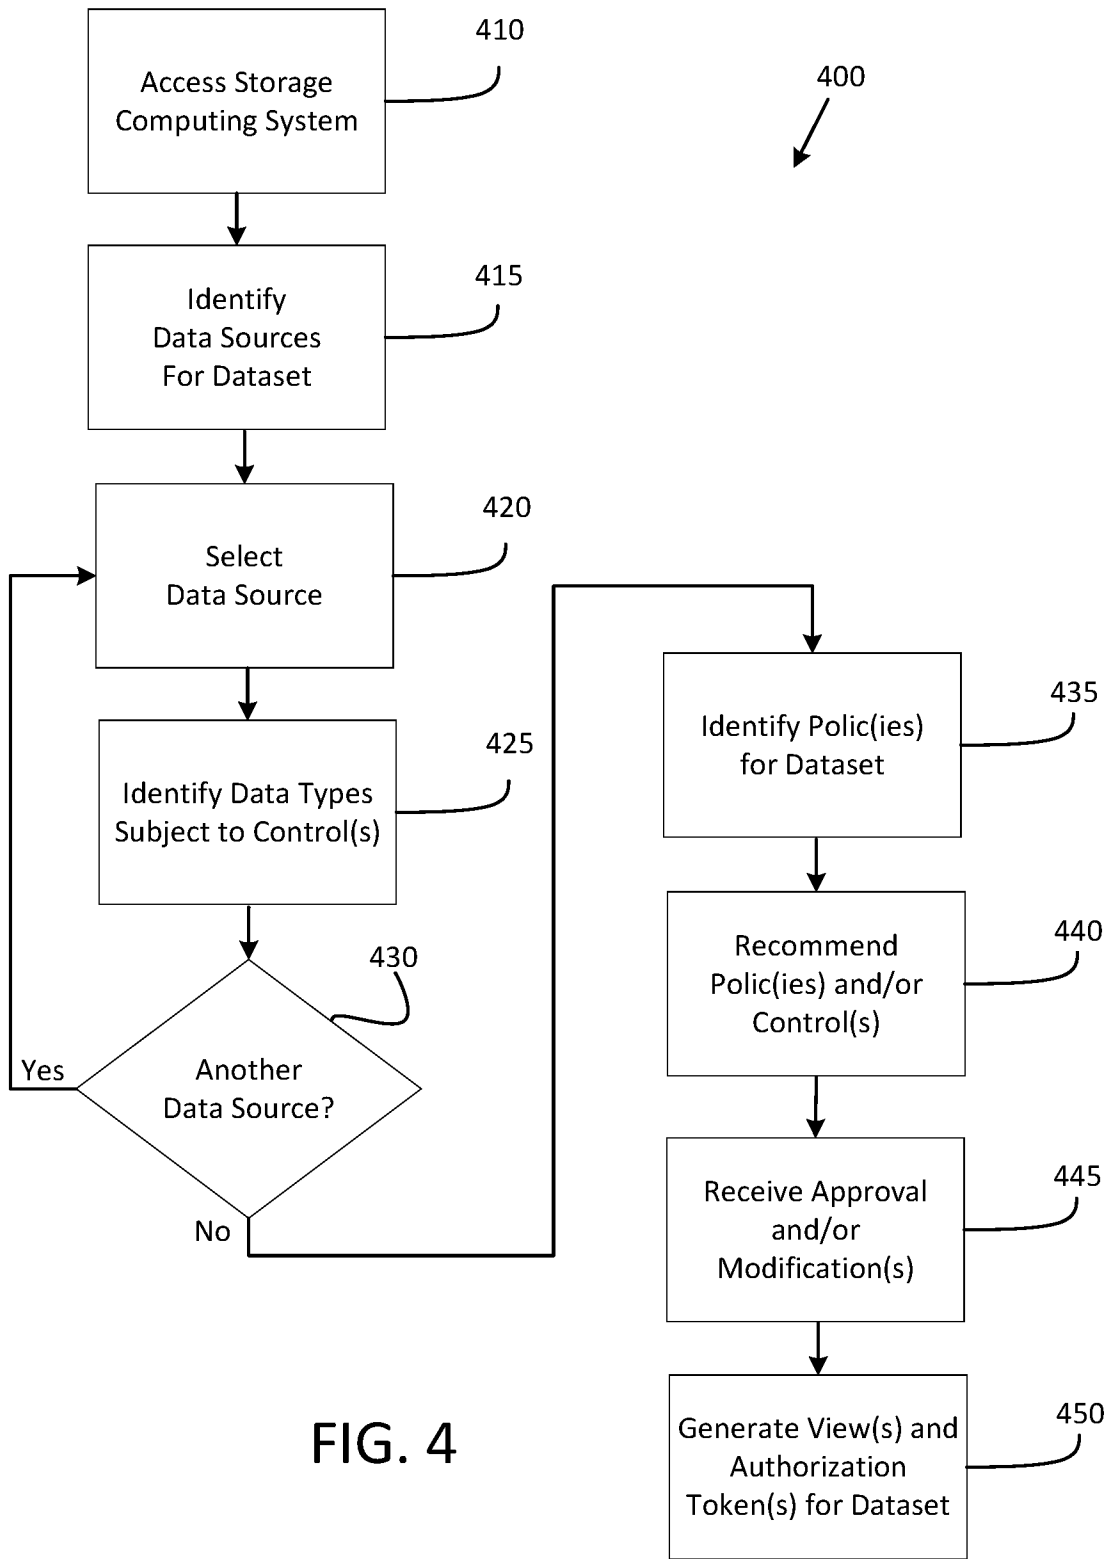 410
Access Storage
Computing System
400
415
Identify
Data Sources
For Dataset
420
Select
Data Source
425
Identify Data Types
Subject to Control(s)
430
Another
Data Source?
Yes
No
435
Identify Polic(ies)
for Dataset
440
Recommend
Polic(ies) and/or
Control(s)
445
Receive Approval
and/or
Modification(s)
450
Generate View(s) and
Authorization
Token(s) for Dataset
FIG. 4